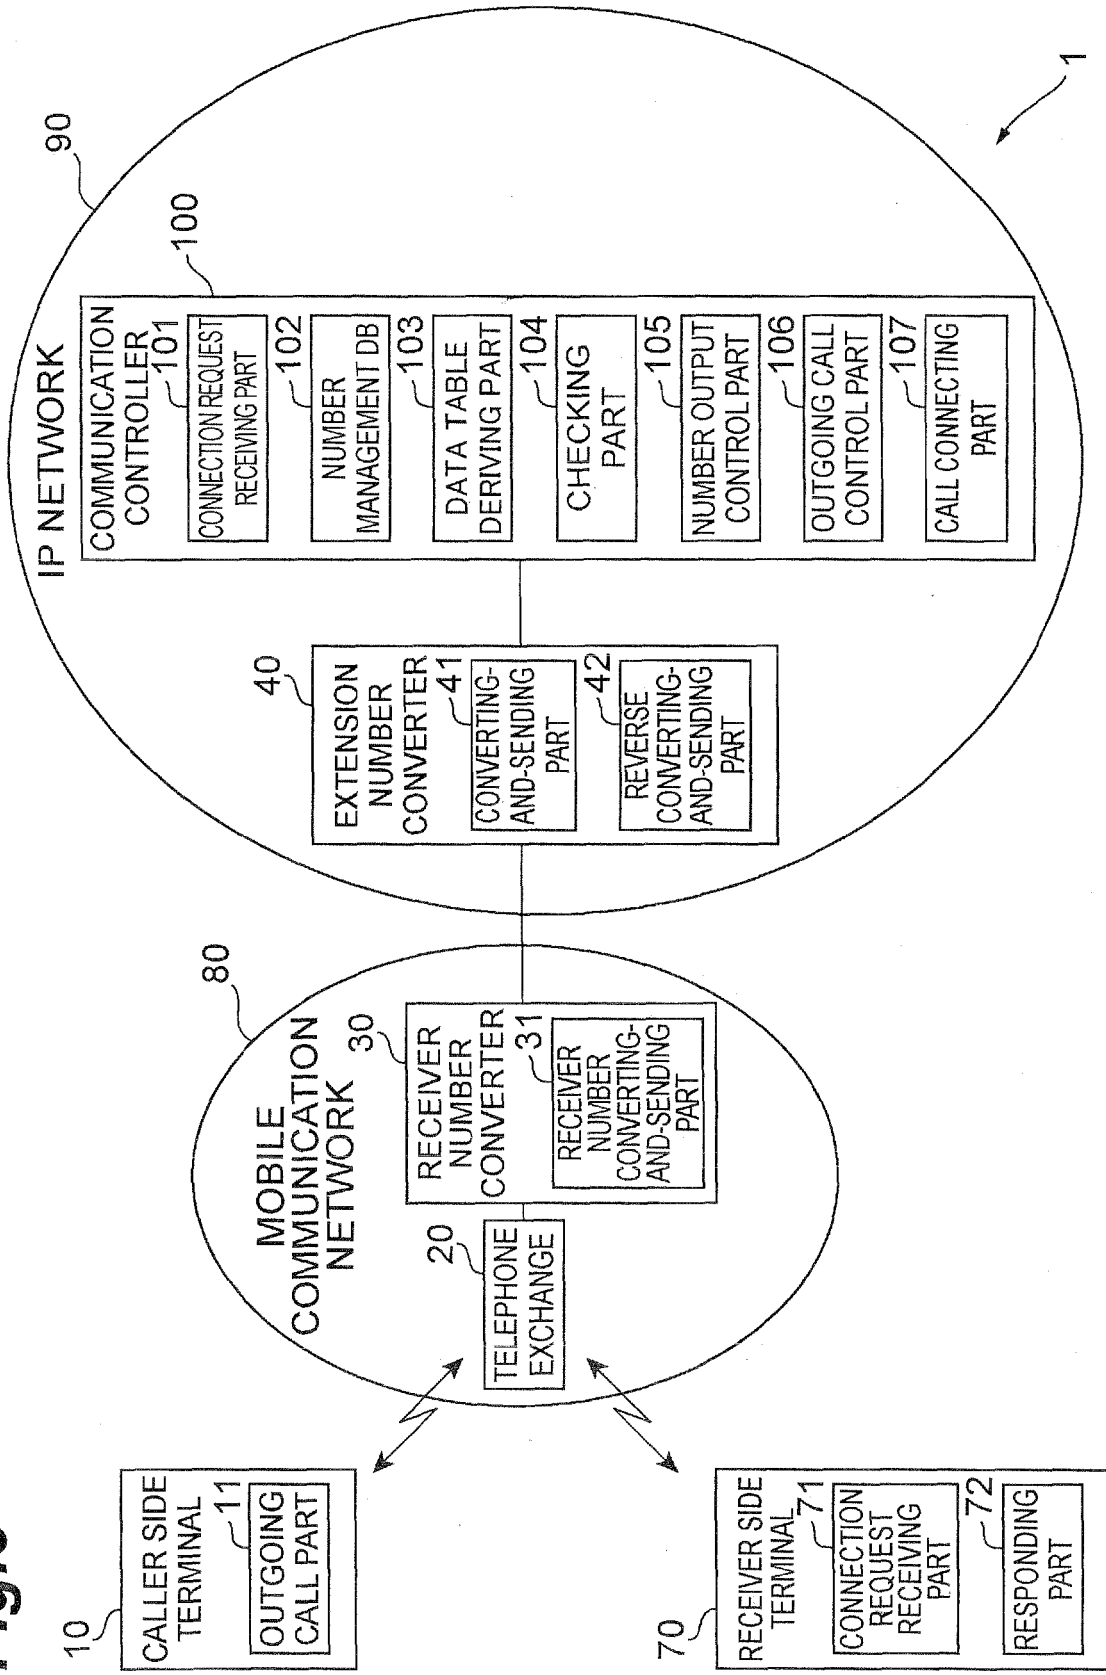 10
CALLER SIDE
TERMINAL
11
OUTGOING
CALL PART
70
RECEIVER SIDE
TERMINAL
71
CONNECTION
REQUEST
RECEIVING
PART
72
RESPONDING
PART
80
MOBILE
COMMUNICATION
NETWORK
20
TELEPHONE
EXCHANGE
30
RECEIVER
NUMBER
CONVERTER
31
RECEIVER
NUMBER
CONVERTING-
AND-SENDING
PART
90
IP NETWORK
40
EXTENSION
NUMBER
CONVERTER
41
CONVERTING-
AND-SENDING
PART
42
REVERSE
CONVERTING-
AND-SENDING
PART
100
COMMUNICATION
CONTROLLER
101
CONNECTION REQUEST
RECEIVING PART
102
NUMBER
MANAGEMENT DB
103
DATA TABLE
DERIVING PART
104
CHECKING
PART
105
NUMBER OUTPUT
CONTROL PART
106
OUTGOING CALL
CONTROL PART
107
CALL CONNECTING
PART
1